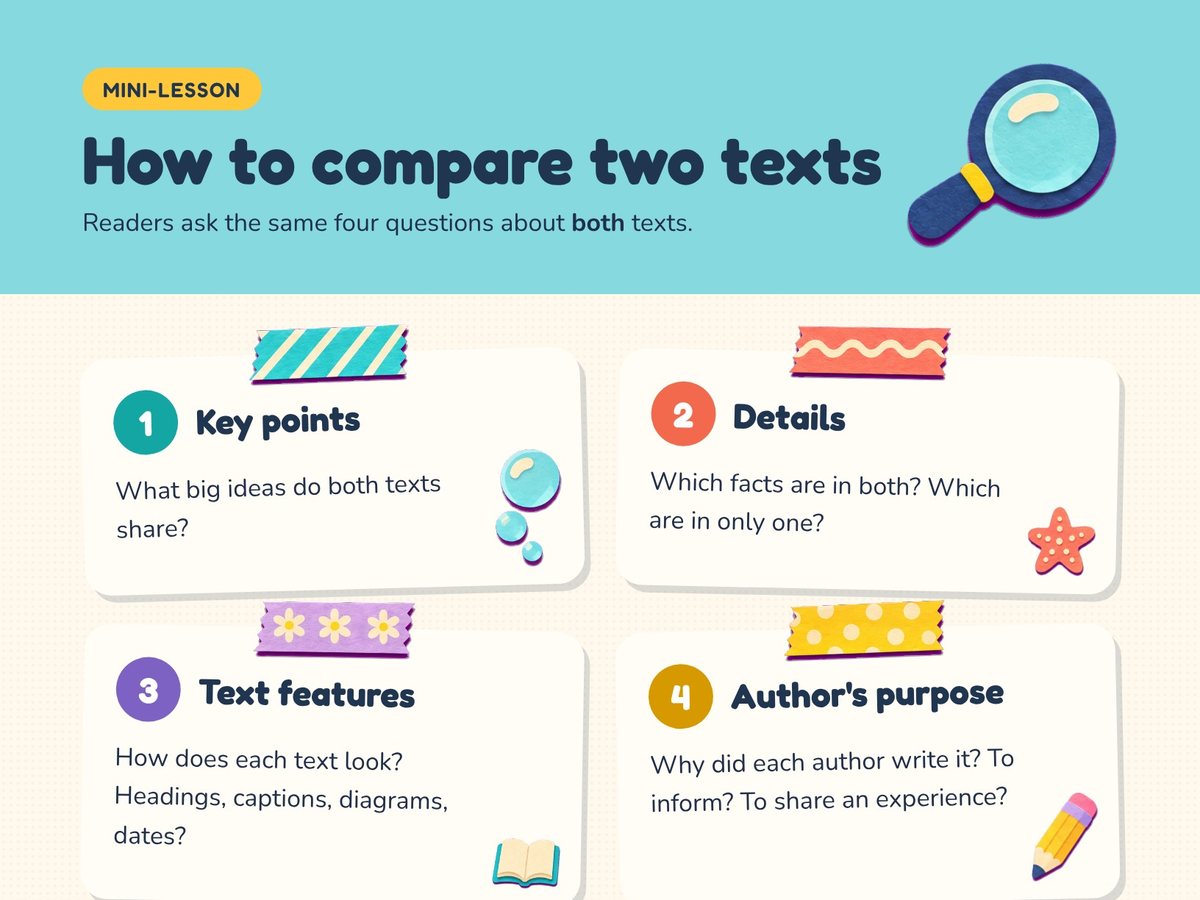 MINI-LESSON
How to compare two texts
Readers ask the same four questions about both texts.
1 Key points
What big ideas do both texts
share?
2 Details
Which facts are in both? Which
are in only one?
3 Text features
How does each text look?
Headings, captions, diagrams,
dates?
4 Author's purpose
Why did each author write it? To
inform? To share an experience?